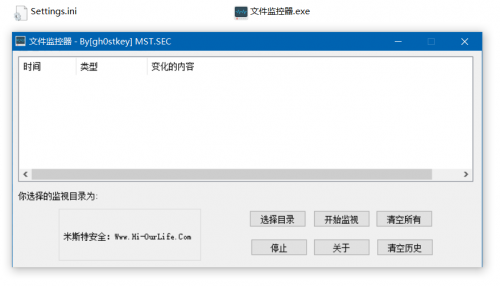 Settings.ini
文件监控器.exe
文件监控器 - By[gh0stkey] MST.SEC
时间 类型 变化的内容
你选择的监视目录为:
选择目录 开始监视 清空所有
米斯特安全: Www.Hi-OurLife.Com
停止 关于 清空历史